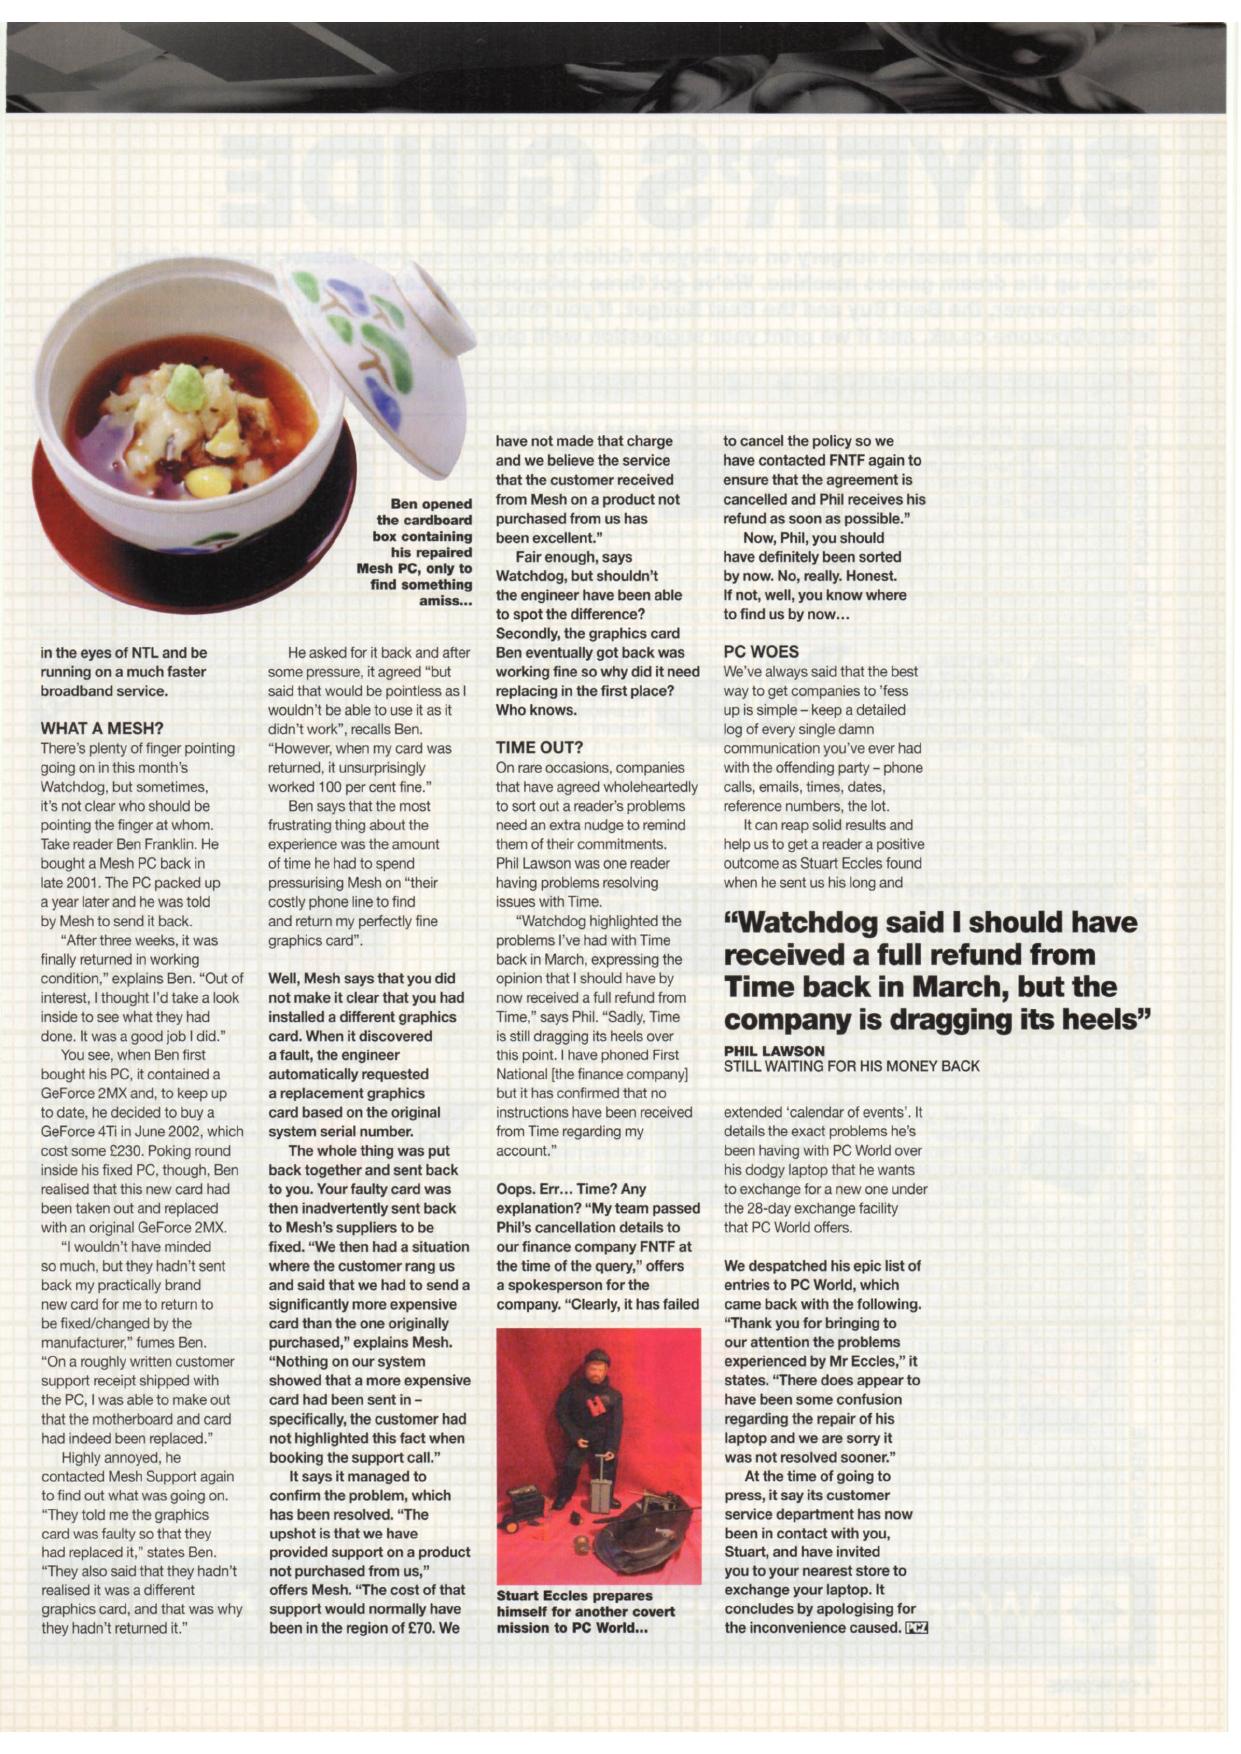 Ben opened
the cardboard
box containing
his repaired
Mesh PC, only to
find something
amiss...
in the eyes of NTL and be
running on a much faster
broadband service.
WHAT A MESH?
There's plenty of finger pointing
going on in this month's
Watchdog, but sometimes,
it's not clear who should be
pointing the finger at whom.
Take reader Ben Franklin. He
bought a Mesh PC back in
late 2001. The PC packed up
a year later and he was told
by Mesh to send it back.
"After three weeks, it was
finally returned in working
condition," explains Ben. "Out of
interest, I thought I'd take a look
inside to see what they had
done. It was a good job I did."
You see, when Ben first
bought his PC, it contained a
GeForce 2MX and, to keep up
to date, he decided to buy a
GeForce 4Ti in June 2002, which
cost some £230. Poking round
inside his fixed PC, though, Ben
realised that this new card had
been taken out and replaced
with an original GeForce 2MX.
"I wouldn't have minded
so much, but they hadn't sent
back my practically brand
new card for me to return to
be fixed/changed by the
manufacturer," fumes Ben.
"On a roughly written customer
support receipt shipped with
the PC, I was able to make out
that the motherboard and card
had indeed been replaced."
Highly annoyed, he
contacted Mesh Support again
to find out what was going on.
"They told me the graphics
card was faulty so that they
had replaced it," states Ben.
"They also said that they hadn't
realised it was a different
graphics card, and that was why
they hadn't returned it."
He asked for it back and after
some pressure, it agreed "but
said that would be pointless as I
wouldn't be able to use it as it
didn't work", recalls Ben.
"However, when my card was
returned, it unsurprisingly
worked 100 per cent fine."
Ben says that the most
frustrating thing about the
experience was the amount
of time he had to spend
pressurising Mesh on "their
costly phone line to find
and return my perfectly fine
graphics card".
Well, Mesh says that you did
not make it clear that you had
installed a different graphics
card. When it discovered
a fault, the engineer
automatically requested
a replacement graphics
card based on the original
system serial number.
The whole thing was put
back together and sent back
to you. Your faulty card was
then inadvertently sent back
to Mesh's suppliers to be
fixed. "We then had a situation
where the customer rang us
and said that we had to send a
significantly more expensive
card than the one originally
purchased," explains Mesh.
"Nothing on our system
showed that a more expensive
card had been sent in –
specifically, the customer had
not highlighted this fact when
booking the support call."
It says it managed to
confirm the problem, which
has been resolved. "The
upshot is that we have
provided support on a product
not purchased from us,"
offers Mesh. "The cost of that
support would normally have
been in the region of £70. We
have not made that charge
and we believe the service
that the customer received
from Mesh on a product not
purchased from us has
been excellent."
Fair enough, says
Watchdog, but shouldn't
the engineer have been able
to spot the difference?
Secondly, the graphics card
Ben eventually got back was
working fine so why did it need
replacing in the first place?
Who knows.
TIME OUT?
On rare occasions, companies
that have agreed wholeheartedly
to sort out a reader's problems
need an extra nudge to remind
them of their commitments.
Phil Lawson was one reader
having problems resolving
issues with Time.
"Watchdog highlighted the
problems I've had with Time
back in March, expressing the
opinion that I should have by
now received a full refund from
Time," says Phil. "Sadly, Time
is still dragging its heels over
this point. I have phoned First
National [the finance company]
but it has confirmed that no
instructions have been received
from Time regarding my
account."
Oops. Err... Time? Any
explanation? "My team passed
Phil's cancellation details to
our finance company FNTF at
the time of the query," offers
a spokesperson for the
company. "Clearly, it has failed
Stuart Eccles prepares
himself for another covert
mission to PC World...
to cancel the policy so we
have contacted FNTF again to
ensure that the agreement is
cancelled and Phil receives his
refund as soon as possible."
Now, Phil, you should
have definitely been sorted
by now. No, really. Honest.
If not, well, you know where
to find us by now...
PC WOES
We've always said that the best
way to get companies to 'fess
up is simple – keep a detailed
log of every single damn
communication you've ever had
with the offending party – phone
calls, emails, times, dates,
reference numbers, the lot.
It can reap solid results and
help us to get a reader a positive
outcome as Stuart Eccles found
when he sent us his long and
"Watchdog said I should have
received a full refund from
Time back in March, but the
company is dragging its heels"
PHIL LAWSON
STILL WAITING FOR HIS MONEY BACK
extended 'calendar of events'. It
details the exact problems he's
been having with PC World over
his dodgy laptop that he wants
to exchange for a new one under
the 28-day exchange facility
that PC World offers.
We despatched his epic list of
entries to PC World, which
came back with the following.
"Thank you for bringing to
our attention the problems
experienced by Mr Eccles," it
states. "There does appear to
have been some confusion
regarding the repair of his
laptop and we are sorry it
was not resolved sooner."
At the time of going to
press, it say its customer
service department has now
been in contact with you,
Stuart, and have invited
you to your nearest store to
exchange your laptop. It
concludes by apologising for
the inconvenience caused. PCZ